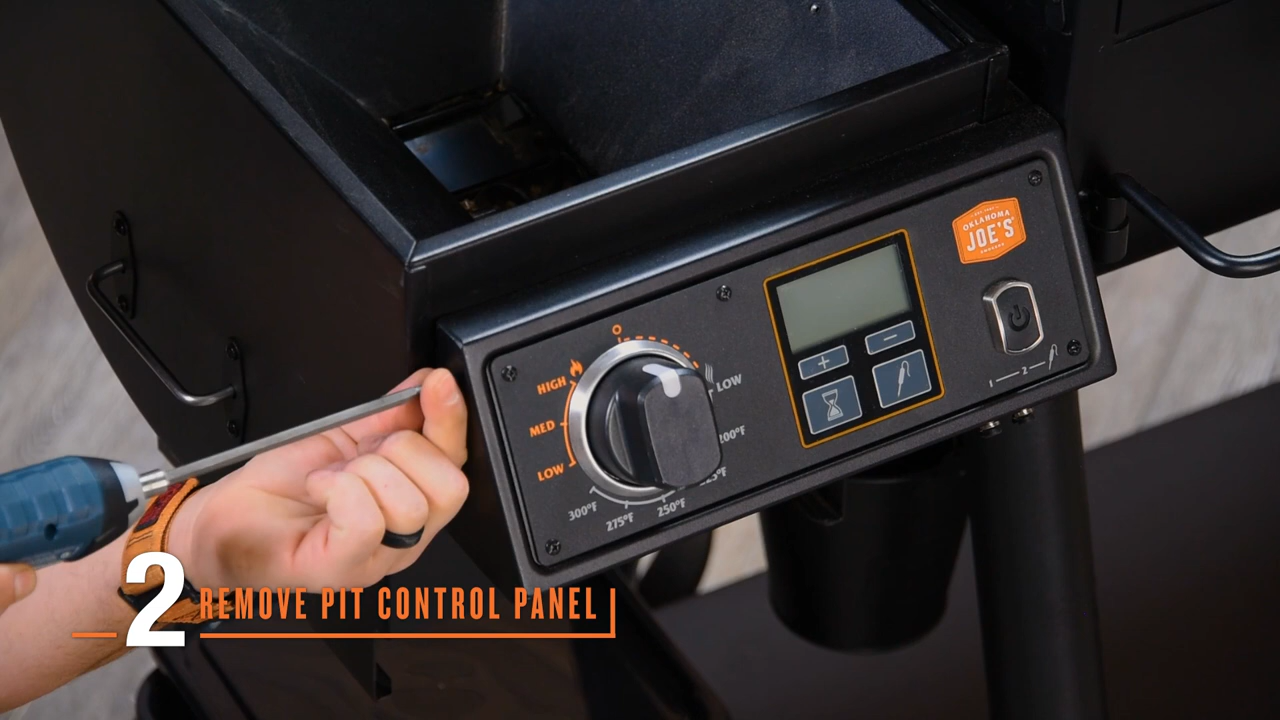 OKLAHOMA
JOE'S
HIGH
MED
LOW
LOW
200°F
250°F
275°F
300°F
+
−
1 — 2 —
2 REMOVE PIT CONTROL PANEL